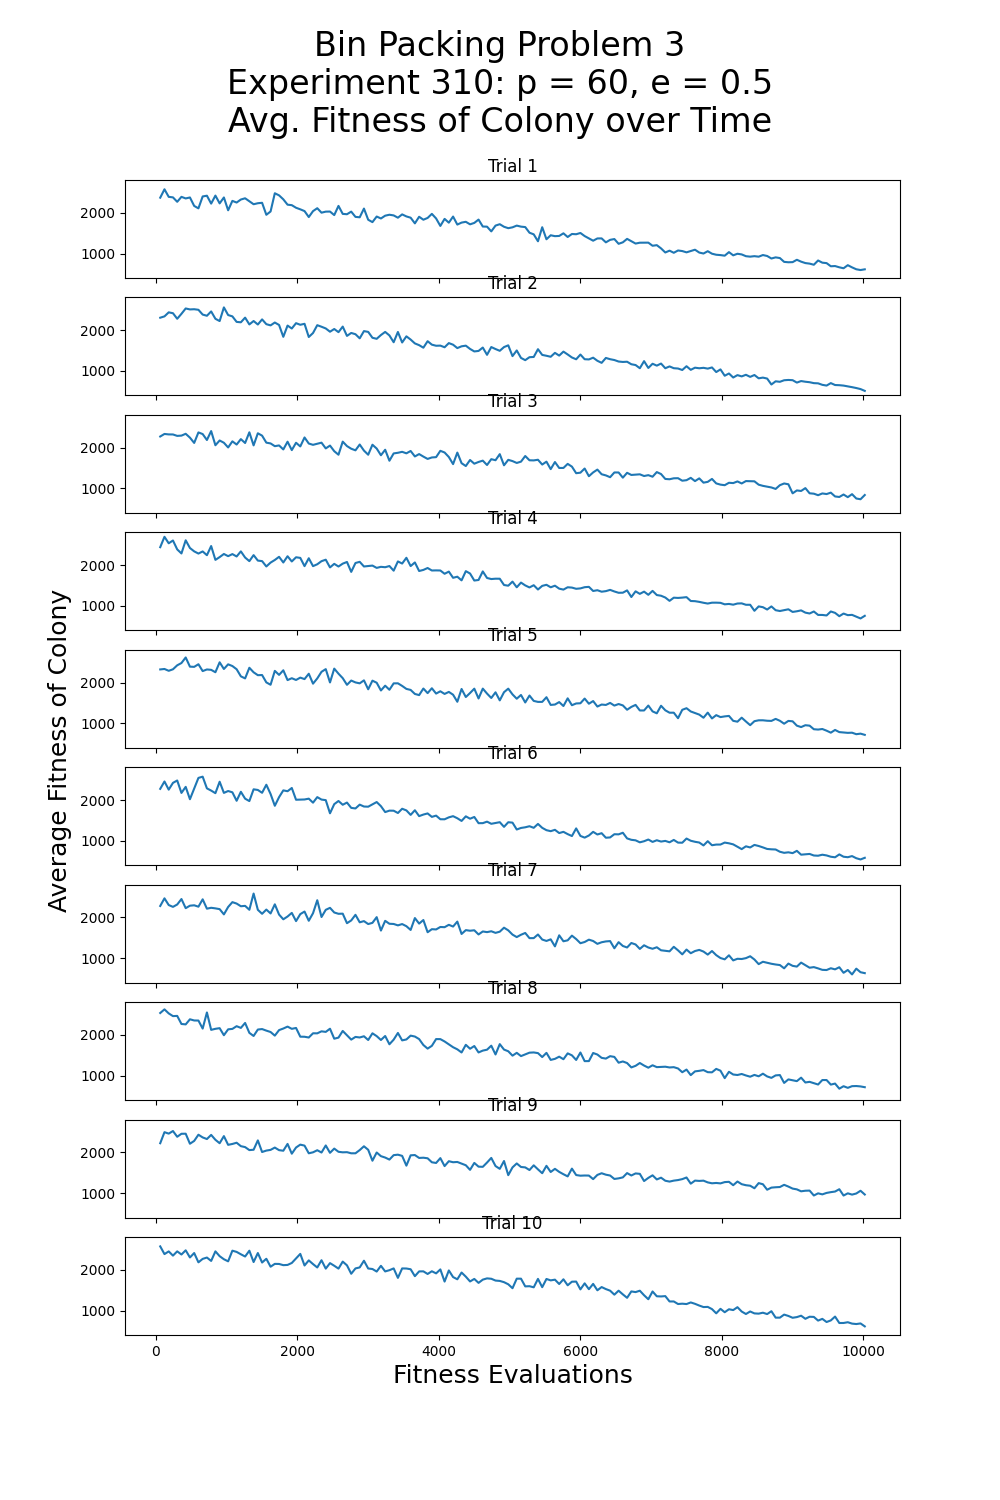 Bin Packing Problem 3
Experiment 310: p = 60, e = 0.5
Avg. Fitness of Colony over Time
Trial 1
2000
1000
Trial 2
2000
1000
Trial 3
2000
1000
Trial 4
2000
1000
Trial 5
2000
1000
Trial 6
2000
1000
Trial 7
2000
1000
Trial 8
2000
1000
Trial 9
2000
1000
Trial 10
2000
1000
0 2000 4000 6000 8000 10000
Fitness Evaluations
Average Fitness of Colony